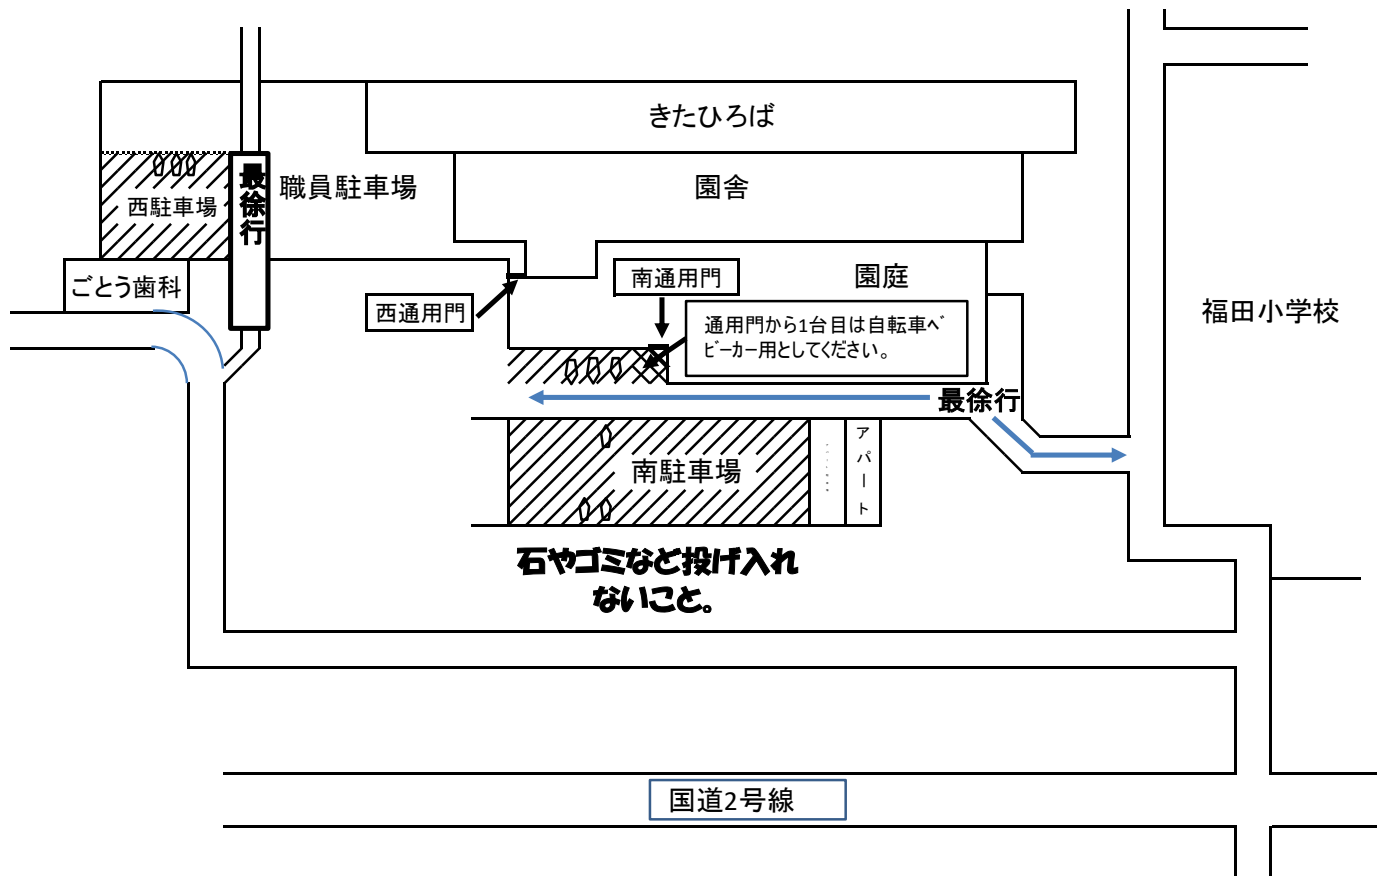 きたひろば
最徐行
職員駐車場
園舎
西駐車場
ごとう歯科
南通用門
園庭
西通用門
通用門から1台目は自転車ベ
ビーカー用としてください。
福田小学校
最徐行
アパート
南駐車場
石やゴミなど投げ入れ
ないこと。
国道2号線